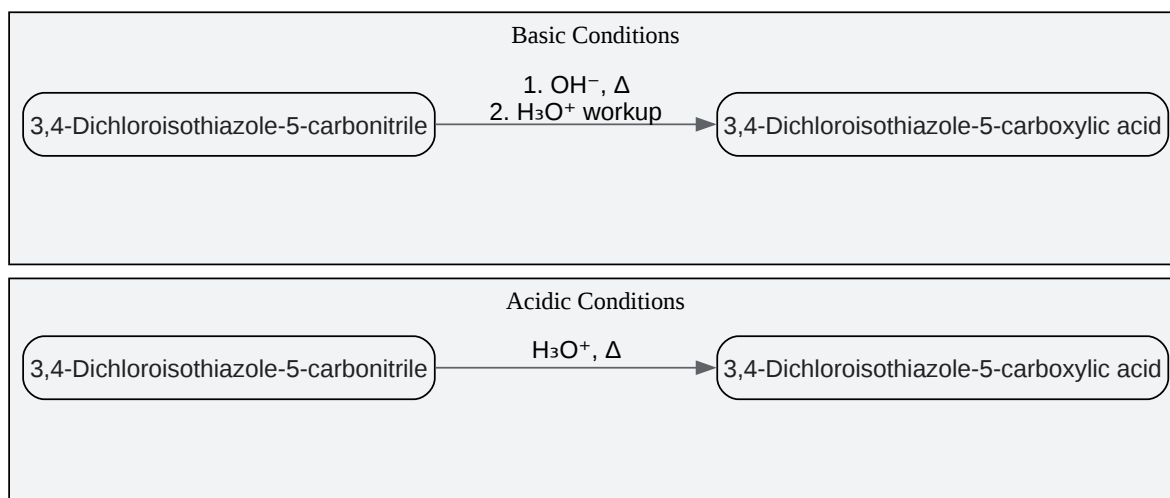 Basic Conditions
1. OH⁻, Δ
2. H₃O⁺ workup
3,4-Dichloroisothiazole-5-carbonitrile
3,4-Dichloroisothiazole-5-carboxylic acid
Acidic Conditions
H₃O⁺, Δ
3,4-Dichloroisothiazole-5-carbonitrile
3,4-Dichloroisothiazole-5-carboxylic acid